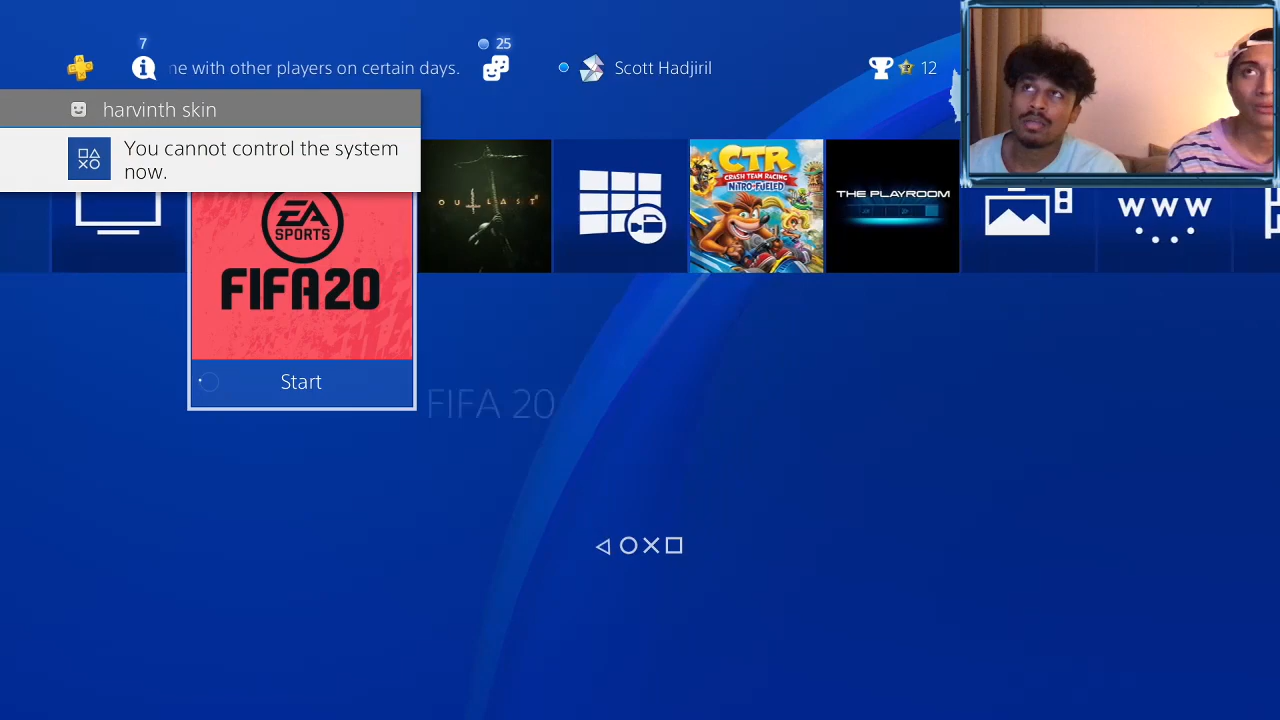 7
25
ne with other players on certain days.
Scott Hadjiril
12
harvinth skin
You cannot control the system
now.
OUTLAST
CTR
CRASH TEAM RACING
NITRO-FUELED
THE PLAYROOM
WWW
EA
SPORTS
FIFA20
Start
FIFA 20